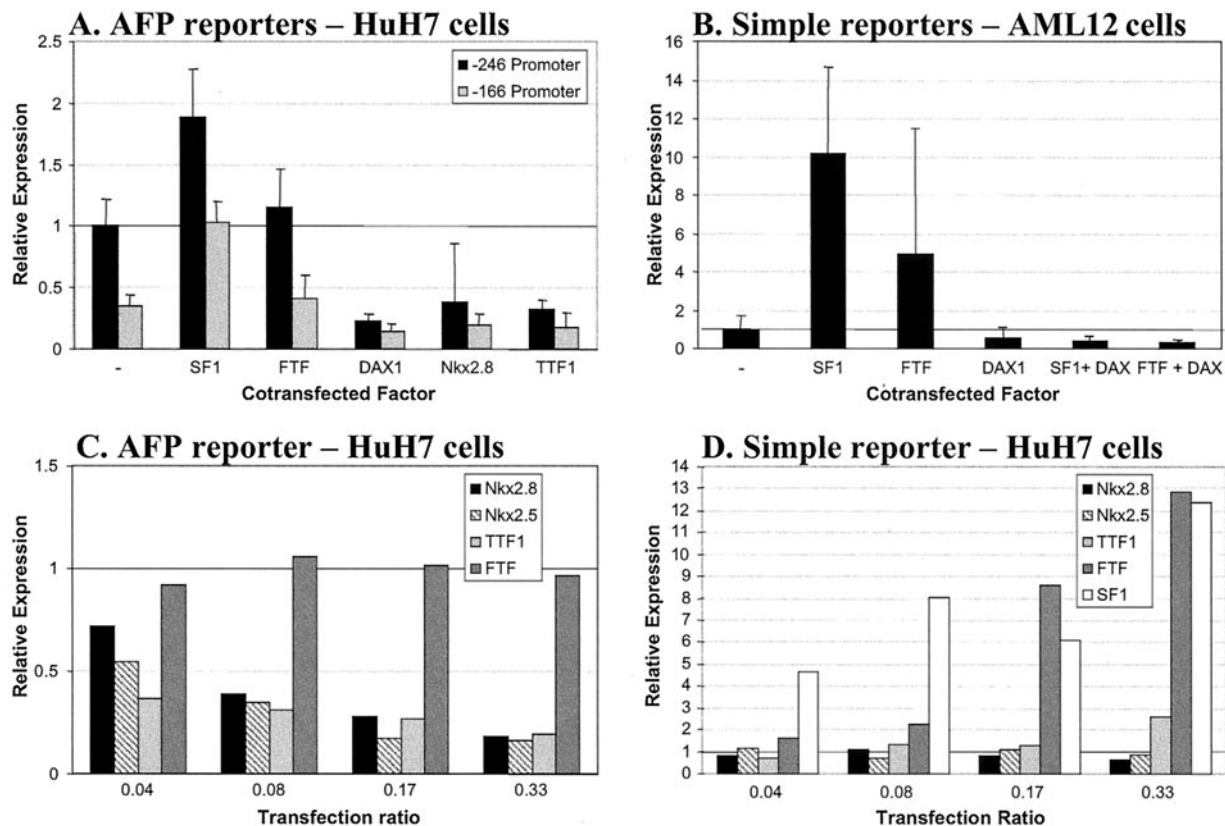 A. AFP reporters – HuH7 cells
2.5
2
1.5
1
0.5
0
Relative Expression
-246 Promoter
-166 Promoter
- SF1 FTF DAX1 Nkx2.8 TTF1
Cotransfected Factor
B. Simple reporters – AML12 cells
16
14
12
10
8
6
4
2
0
Relative Expression
- SF1 FTF DAX1 SF1+ DAX FTF + DAX
Cotransfected Factor
C. AFP reporter – HuH7 cells
1.5
1
0.5
0
Relative Expression
Nkx2.8
Nkx2.5
TTF1
FTF
0.04 0.08 0.17 0.33
Transfection ratio
D. Simple reporter – HuH7 cells
14
13
12
11
10
9
8
7
6
5
4
3
2
1
0
Relative Expression
Nkx2.8
Nkx2.5
TTF1
FTF
SF1
0.04 0.08 0.17 0.33
Transfection Ratio